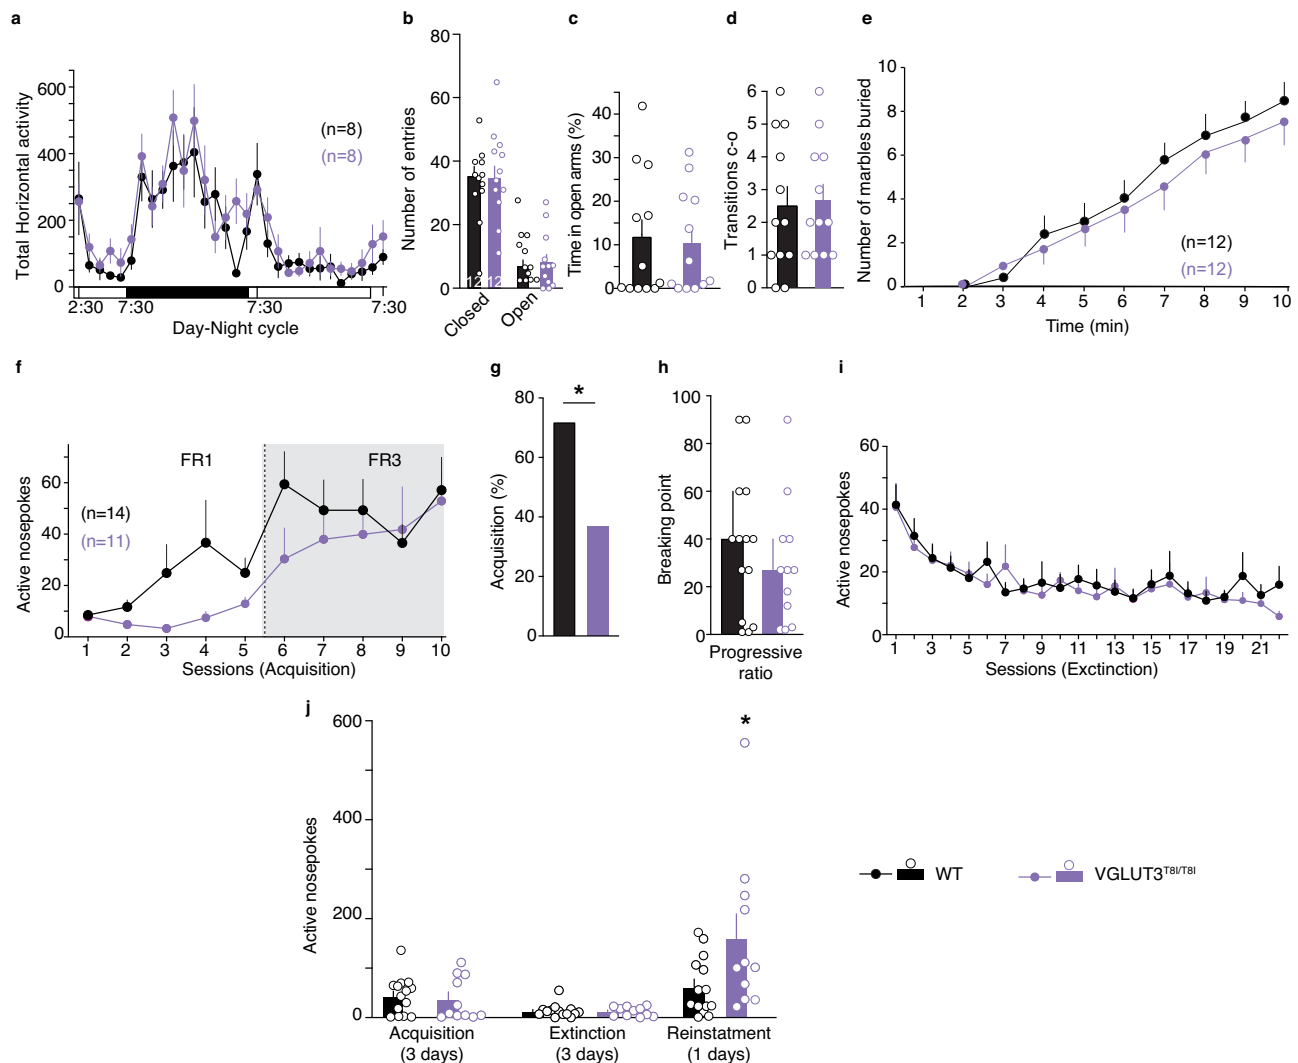 a
Total Horizontal activity
600
400
200
0
(n=8)
(n=8)
2:30
7:30
7:30
7:30
Day-Night cycle
b
Number of entries
80
60
40
20
0
12
12
Closed
Open
c
Time in open arms (%)
40
30
20
10
0
d
Transitions c-o
6
5
4
3
2
1
0
e
Number of marbles buried
10
8
6
4
2
0
(n=12)
(n=12)
1 2 3 4 5 6 7 8 9 10
Time (min)
f
Active nosepokes
60
40
20
0
FR1
FR3
(n=14)
(n=11)
1 2 3 4 5 6 7 8 9 10
Sessions (Acquisition)
g
Acquisition (%)
80
60
40
20
0
*
h
Breaking point
100
80
60
40
20
0
Progressive
ratio
i
Active nosepokes
60
40
20
0
1 3 5 7 9 11 13 15 17 19 21
Sessions (Exctinction)
j
Active nosepokes
600
400
200
0
*
Acquisition
(3 days)
Extinction
(3 days)
Reinstatment
(1 days)
WT
VGLUT3T8I/T8I